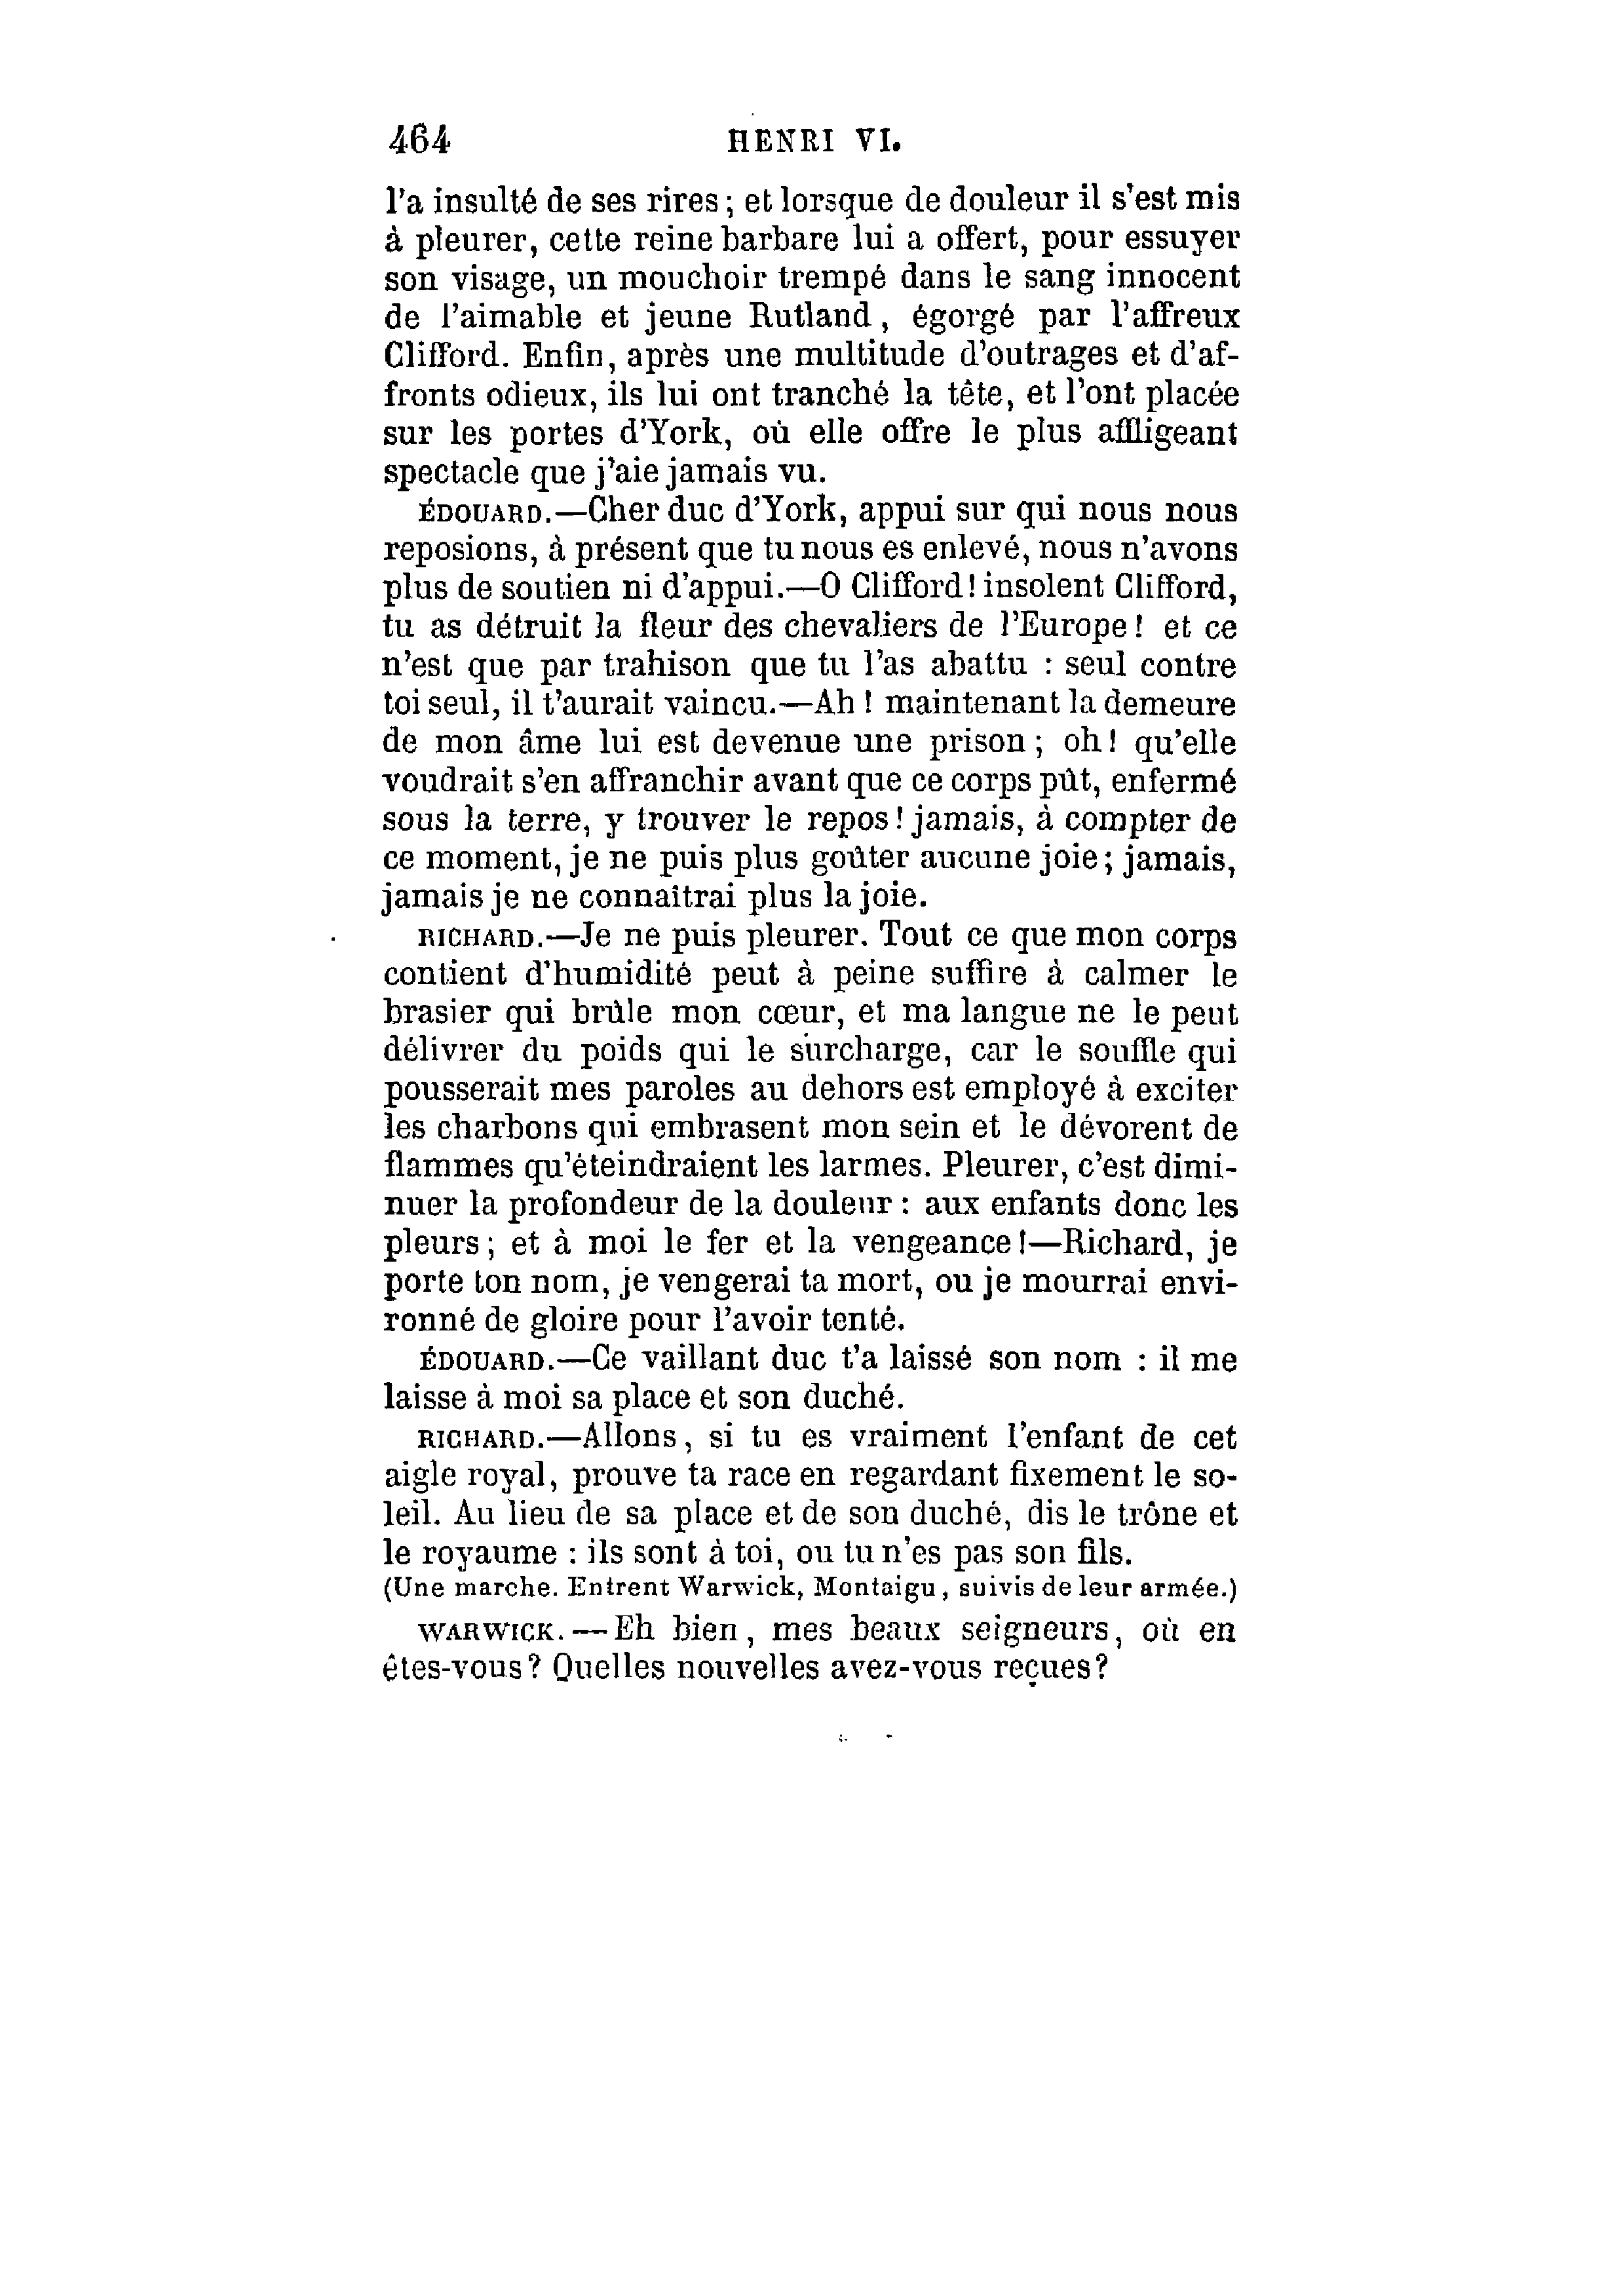 464 HENRI VI.
l'a insulté de ses rires ; et lorsque de douleur il s'est mis
à pleurer, cette reine barbare lui a offert, pour essuyer
son visage, un mouchoir trempé dans le sang innocent
de l'aimable et jeune Rutland, égorgé par l'affreux
Clifford. Enfin, après une multitude d'outrages et d'af-
fronts odieux, ils lui ont tranché la tête, et l'ont placée
sur les portes d'York, où elle offre le plus affligeant
spectacle que j'aie jamais vu.
ÉDOUARD.—Cher duc d'York, appui sur qui nous nous
reposions, à présent que tu nous es enlevé, nous n'avons
plus de soutien ni d'appui.—O Clifford! insolent Clifford,
tu as détruit la fleur des chevaliers de l'Europe! et ce
n'est que par trahison que tu l'as abattu : seul contre
toi seul, il t'aurait vaincu.—Ah ! maintenant la demeure
de mon âme lui est devenue une prison ; oh! qu'elle
voudrait s'en affranchir avant que ce corps pût, enfermé
sous la terre, y trouver le repos! jamais, à compter de
ce moment, je ne puis plus goûter aucune joie; jamais,
jamais je ne connaîtrai plus la joie.
RICHARD.—Je ne puis pleurer. Tout ce que mon corps
contient d'humidité peut à peine suffire à calmer le
brasier qui brûle mon cœur, et ma langue ne le peut
délivrer du poids qui le surcharge, car le souffle qui
pousserait mes paroles au dehors est employé à exciter
les charbons qui embrasent mon sein et le dévorent de
flammes qu'éteindraient les larmes. Pleurer, c'est dimi-
nuer la profondeur de la douleur : aux enfants donc les
pleurs ; et à moi le fer et la vengeance !—Richard, je
porte ton nom, je vengerai ta mort, ou je mourrai envi-
ronné de gloire pour l'avoir tenté.
ÉDOUARD.—Ce vaillant duc t'a laissé son nom : il me
laisse à moi sa place et son duché.
RICHARD.—Allons, si tu es vraiment l'enfant de cet
aigle royal, prouve ta race en regardant fixement le so-
leil. Au lieu de sa place et de son duché, dis le trône et
le royaume : ils sont à toi, ou tu n'es pas son fils.
(Une marche. Entrent Warwick, Montaigu, suivis de leur armée.)
WARWICK.—Eh bien, mes beaux seigneurs, où en
êtes-vous? Quelles nouvelles avez-vous reçues?